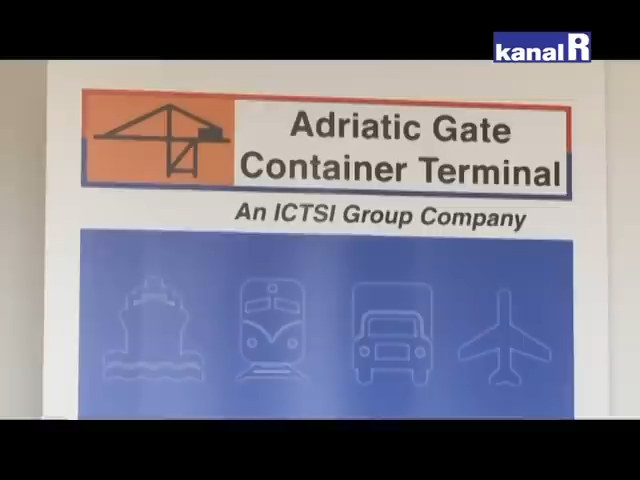 kanal R
Adriatic Gate
Container Terminal
An ICTSI Group Company